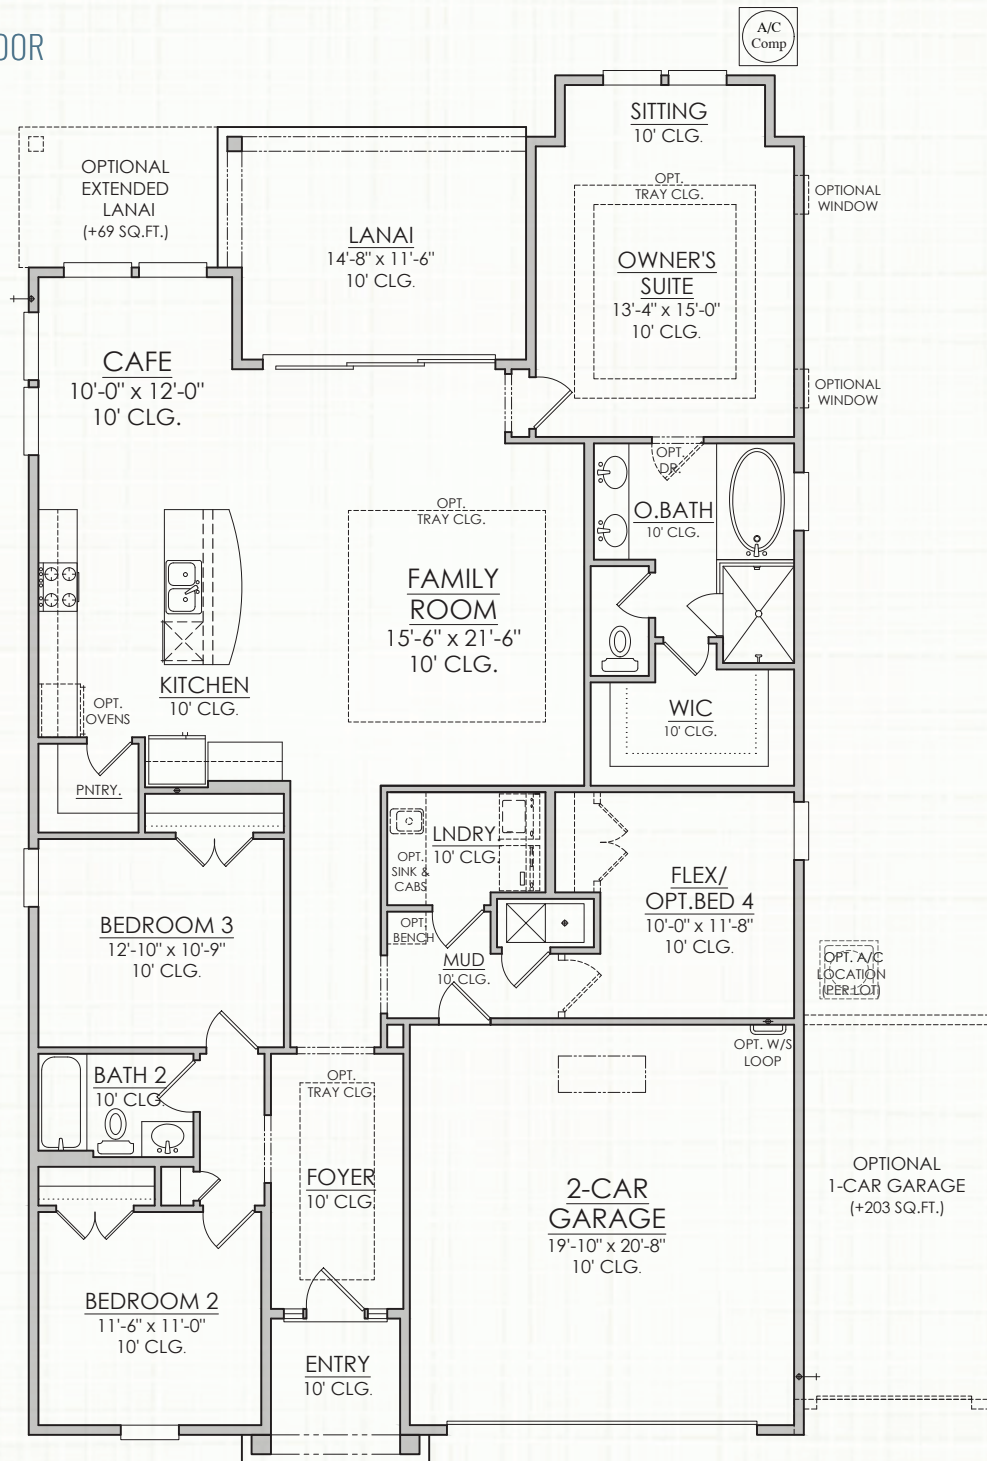 A/C
Comp
SITTING
10' CLG.
OPTIONAL
EXTENDED
LANAI
(+69 SQ.FT.)
OPT.
TRAY CLG.
OPTIONAL
WINDOW
LANAI
14'-8" x 11'-6"
10' CLG.
OWNER'S
SUITE
13'-4" x 15'-0"
10' CLG.
CAFE
10'-0" x 12'-0"
10' CLG.
OPTIONAL
WINDOW
OPT.
DR.
OPT.
TRAY CLG.
O.BATH
10' CLG.
FAMILY
ROOM
15'-6" x 21'-6"
10' CLG.
KITCHEN
10' CLG.
OPT.
OVENS
WIC
10' CLG.
PNTRY.
LNDRY
10' CLG.
OPT.
SINK &
CABS
FLEX/
OPT.BED 4
10'-0" x 11'-8"
10' CLG.
BEDROOM 3
12'-10" x 10'-9"
10' CLG.
OPT.
BENCH
MUD
10' CLG.
OPT. A/C
LOCATION
(PER LOT)
OPT. W/S
LOOP
BATH 2
10' CLG.
OPT.
TRAY CLG
FOYER
10' CLG
2-CAR
GARAGE
19'-10" x 20'-8"
10' CLG.
OPTIONAL
1-CAR GARAGE
(+203 SQ.FT.)
BEDROOM 2
11'-6" x 11'-0"
10' CLG.
ENTRY
10' CLG.